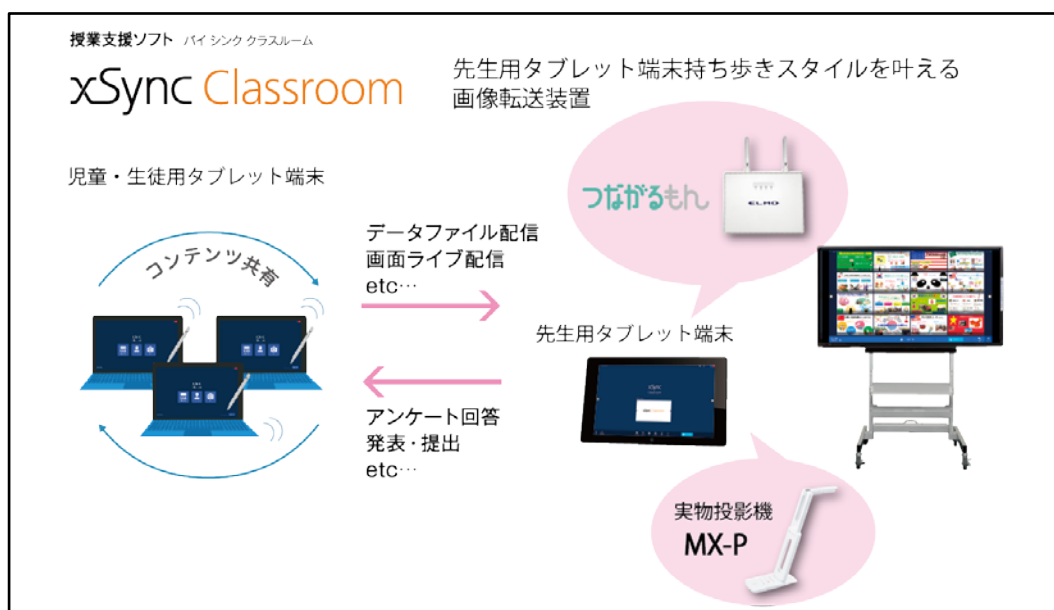 授業支援ソフト バイ シンク クラスルーム
xSync Classroom
先生用タブレット端末持ち歩きスタイルを叶える
画像転送装置
つながるもん
ELMO
児童・生徒用タブレット端末
コンテンツ共有
データファイル配信
画面ライブ配信
etc…
先生用タブレット端末
xSync
アンケート回答
発表・提出
etc…
実物投影機
MX-P